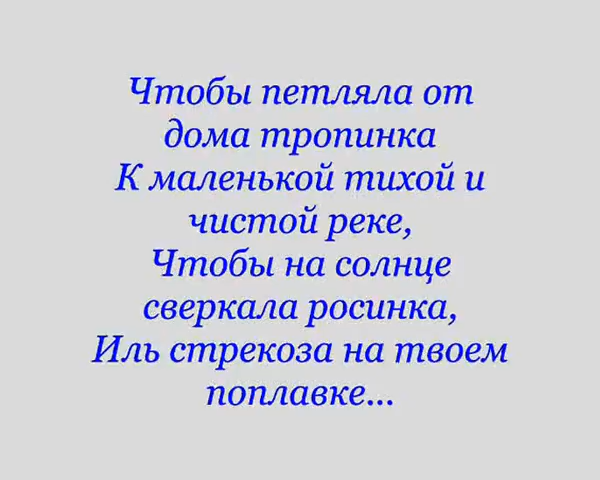 Чтобы петляла от
дома тропинка
К маленькой тихой и
чистой реке,
Чтобы на солнце
сверкала росинка,
Иль стрекоза на твоем
поплавке...